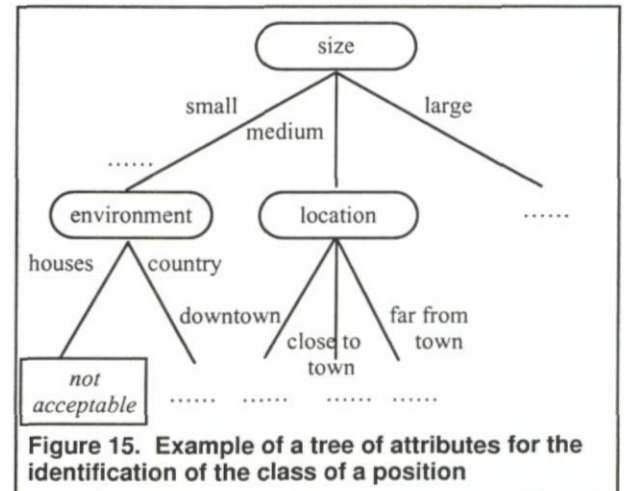 size
small
medium
large
......
environment
location
......
houses
country
downtown
close to
town
far from
town
not
acceptable
......
......
......
......
Figure 15. Example of a tree of attributes for the
identification of the class of a position